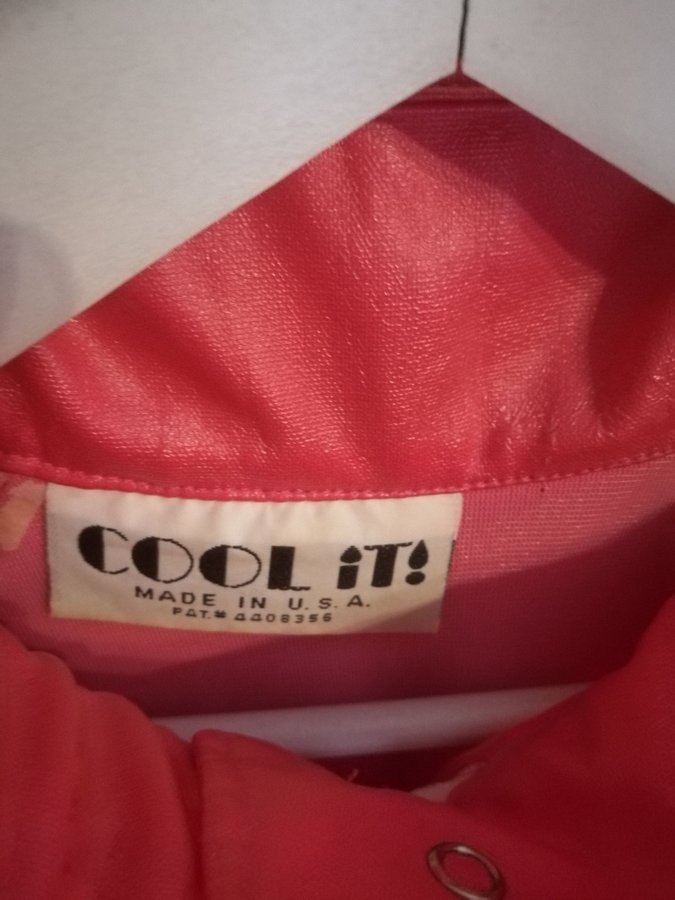 COOL iT!
MADE IN U.S.A.
PAT.# 4408356